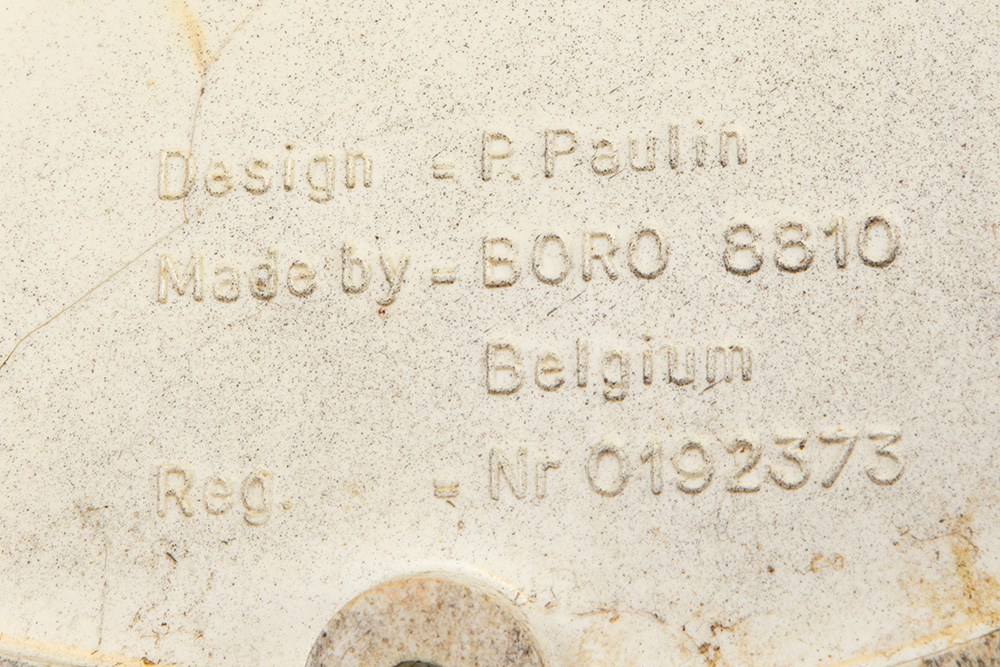 Design = P. Paulin
Made by = BORO 8810
Belgium
Reg. = Nr 0192373